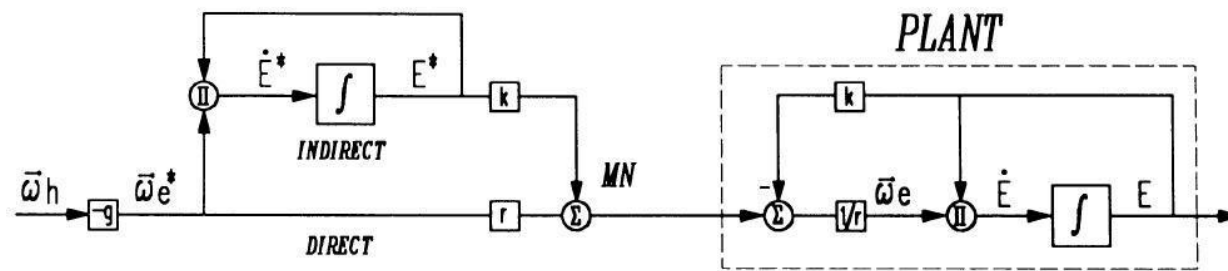 PLANT
Ė* E* k
Π ∫
INDIRECT
k
ω⃗h -g ω⃗e*
MN
r Σ
DIRECT
- Σ 1/r ω⃗e Π Ė ∫ E